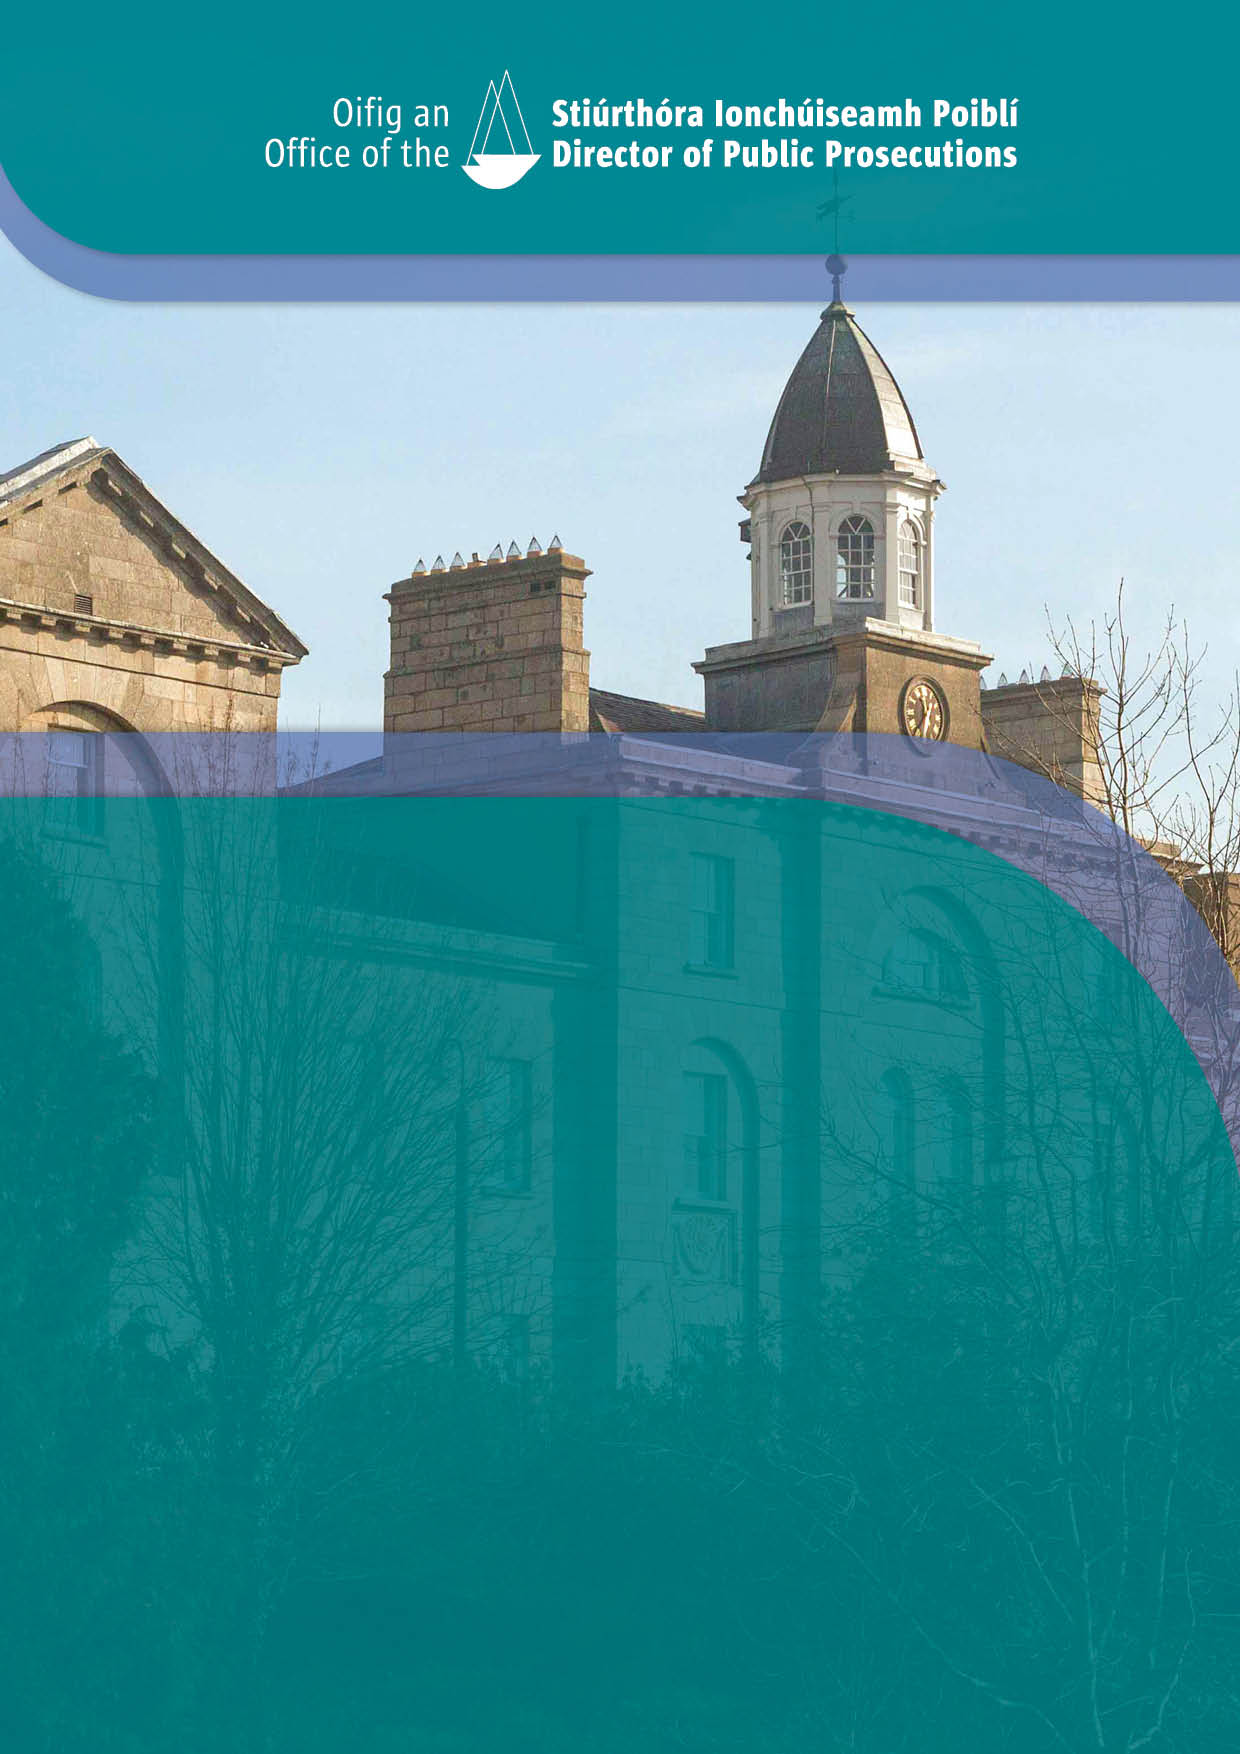 Oifig an Stiúrthóra Ionchúiseamh Poiblí
Office of the Director of Public Prosecutions